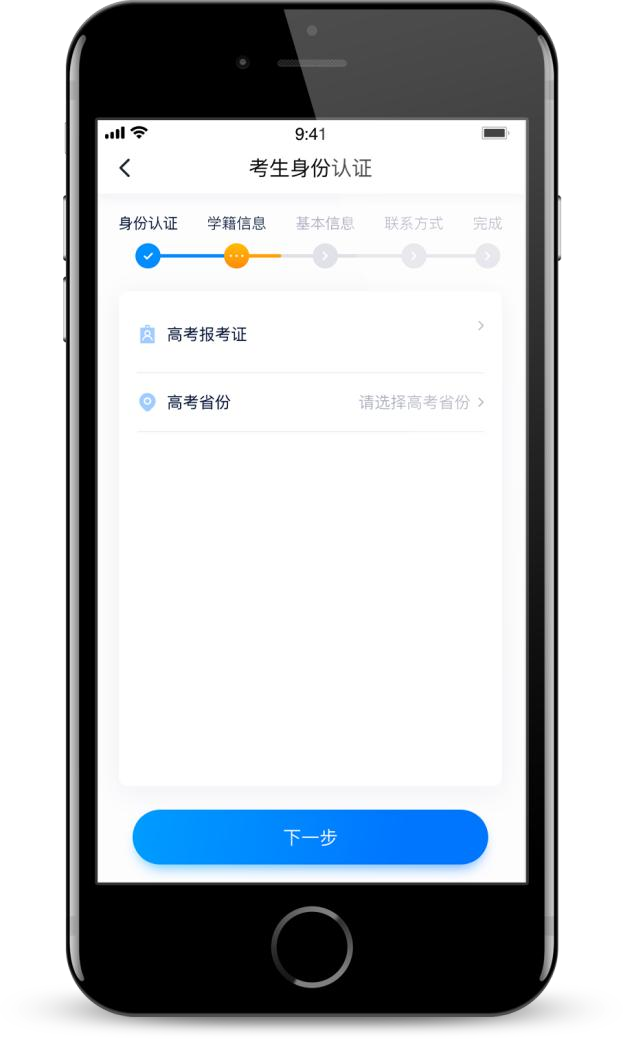 9:41
考生身份认证
身份认证 学籍信息 基本信息 联系方式 完成
高考报考证
高考省份 请选择高考省份
下一步